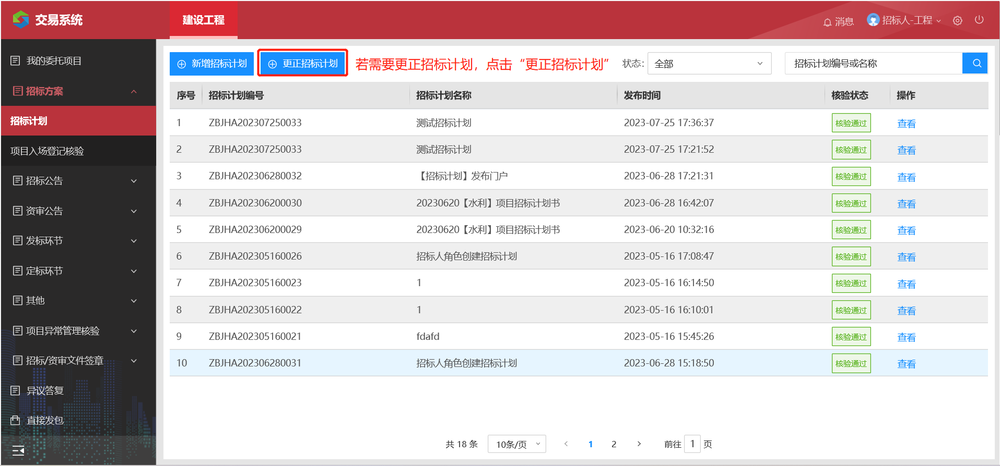 交易系统
建设工程
消息
招标人-工程
我的委托项目
招标方案
招标计划
项目入场登记核验
招标公告
资审公告
发标环节
定标环节
其他
项目异常管理核验
招标/资审文件签章
异议答复
直接发包
新增招标计划
更正招标计划
若需要更正招标计划，点击“更正招标计划”
状态: 全部
招标计划编号或名称
序号 招标计划编号 招标计划名称 发布时间 核验状态 操作
1 ZBJHA202307250033 测试招标计划 2023-07-25 17:36:37 核验通过 查看
2 ZBJHA202307250033 测试招标计划 2023-07-25 17:21:52 核验通过 查看
3 ZBJHA202306280032 【招标计划】发布门户 2023-06-28 17:21:31 核验通过 查看
4 ZBJHA202306200030 20230620【水利】项目招标计划书 2023-06-28 16:42:07 核验通过 查看
5 ZBJHA202306200029 20230620【水利】项目招标计划书 2023-06-20 10:32:16 核验通过 查看
6 ZBJHA202305160026 招标人角色创建招标计划 2023-05-16 17:08:47 核验通过 查看
7 ZBJHA202305160023 1 2023-05-16 16:14:50 核验通过 查看
8 ZBJHA202305160022 1 2023-05-16 16:10:01 核验通过 查看
9 ZBJHA202305160021 fdafd 2023-05-16 15:45:26 核验通过 查看
10 ZBJHA202306280031 招标人角色创建招标计划 2023-06-28 15:18:50 核验通过 查看
共 18 条 10条/页 < 1 2 > 前往 1 页